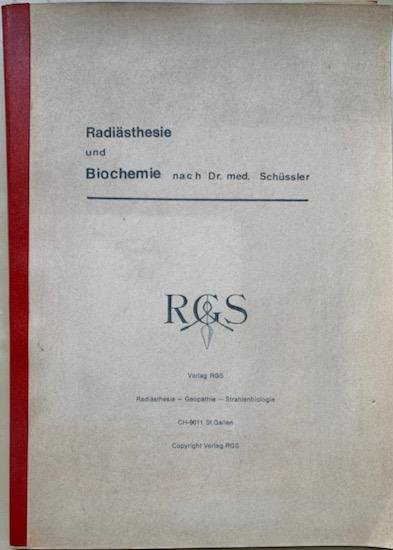 Radiästhesie
und
Biochemie nach Dr. med. Schüssler
RGS
Verlag RGS
Radiästhesie – Geopathie – Strahlenbiologie
CH-9011 St.Gallen
Copyright Verlag RGS